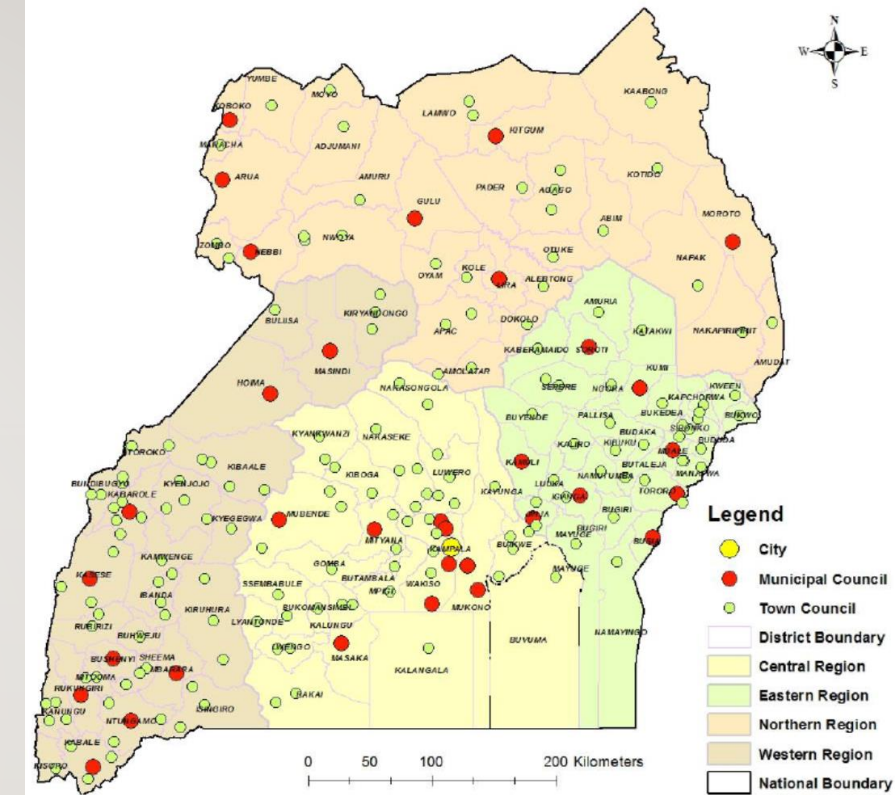 N
W
E
S
YUMBE
MOYO
KOBOKO
MARACHA
ADJUMANI
ARUA
AMURU
LAMWO
KITGUM
KAABONG
KOTIDO
PADER
AGAGO
GULU
ABIM
MOROTO
ZOMBO
NEBBI
NWOYA
OTUKE
NAPAK
OYAM
KOLE
LIRA
ALEBTONG
BULIISA
KIRYANDONGO
APAC
DOKOLO
AMURIA
KATAKWI
NAKAPIRIPRIT
AMUDAT
KABERAMAIDO
SOROTI
MASINDI
HOIMA
AMOLATAR
NAKASONGOLA
SERERE
NGORA
KUMI
KWEEN
KAPCHORWA
BUKEDEA
BUKWO
BUYENDE
PALLISA
SIRONKO
BUDAKA
BUDUDA
KYANKWANZI
NAKASEKE
KALIRO
KIBUKU
MBALE
MANAFWA
NTOROKO
KIBAALE
KIBOGA
LUWERO
KAMULI
BUTALEJA
NAMUTUMBA
BUNDIBUGYO
KYENJOJO
KABAROLE
KAYUNGA
LUUKA
IGANGA
TORORO
KYEGEGWA
MUBENDE
MITYANA
JINJA
BUGIRI
BUGIRI
MAYUGE
BUSIA
KAMPALA
BUIKWE
KAMWENGE
GOMBA
BUTAMBALA
WAKISO
MAYUGE
KASESE
SSEMBABULE
MPIGI
MUKONO
IBANDA
KIRUHURA
BUKOMANSIMBI
LYANTONDE
KALUNGU
RUBIRIZI
BUHWEJU
SHEEMA
LWENGO
MASAKA
KALANGALA
BUVUMA
NAMAYINGO
BUSHENYI
MBARARA
MITOOMA
RUKUNGIRI
RAKAI
KANUNGU
NTUNGAMO
ISINGIRO
KABALE
KISORO
0 50 100 200 Kilometers
Legend
City
Municipal Council
Town Council
District Boundary
Central Region
Eastern Region
Northern Region
Western Region
National Boundary